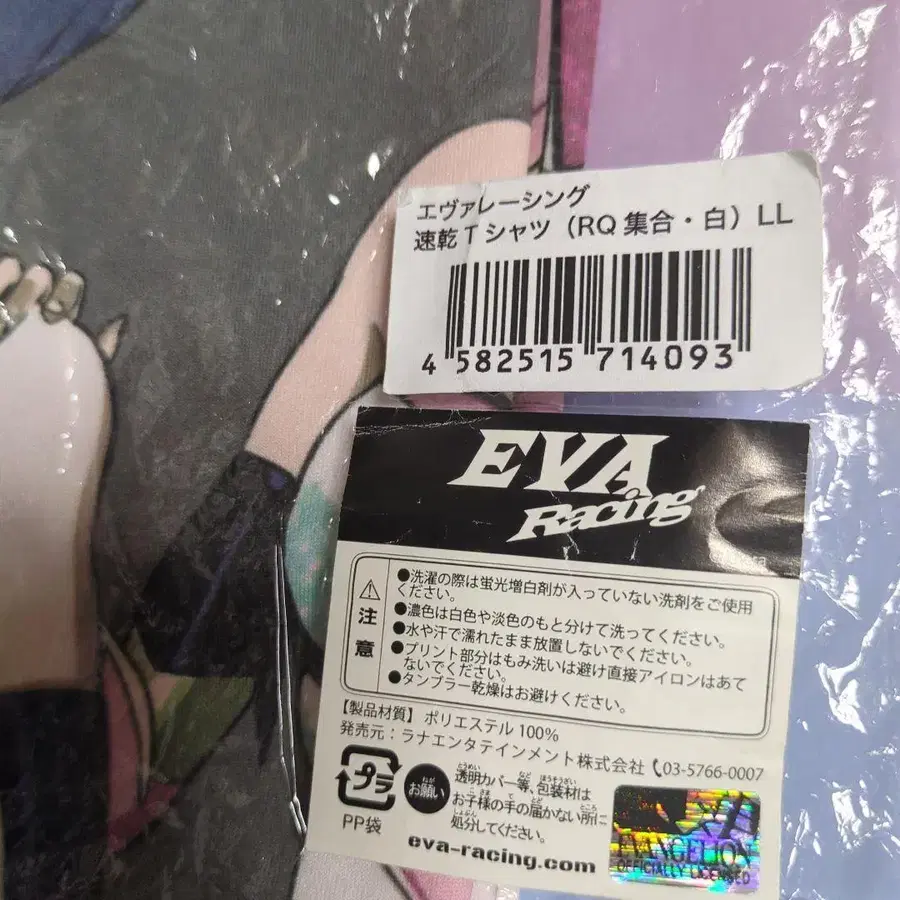 エヴァレーシング
速乾Tシャツ（RQ 集合・白）LL
4 582515 714093
EVA
Racing
注意
●洗濯の際は蛍光増白剤が入っていない洗剤をご使用
ください。
●濃色は白色や淡色のもと分けて洗ってください。
●水や汗で濡れたまま放置しないでください。
●プリント部分はもみ洗いは避け直接アイロンはあて
ないでください。
●タンブラー乾燥はお避けください。
【製品材質】 ポリエステル 100%
発売元：ラナエンタテインメント株式会社 03-5766-0007
プラ
PP袋
お願い
透明カバー等、包装材は
お子様の手の届かない所に
処分してください。
eva-racing.com
EVANGELION
OFFICIALLY LICENSED